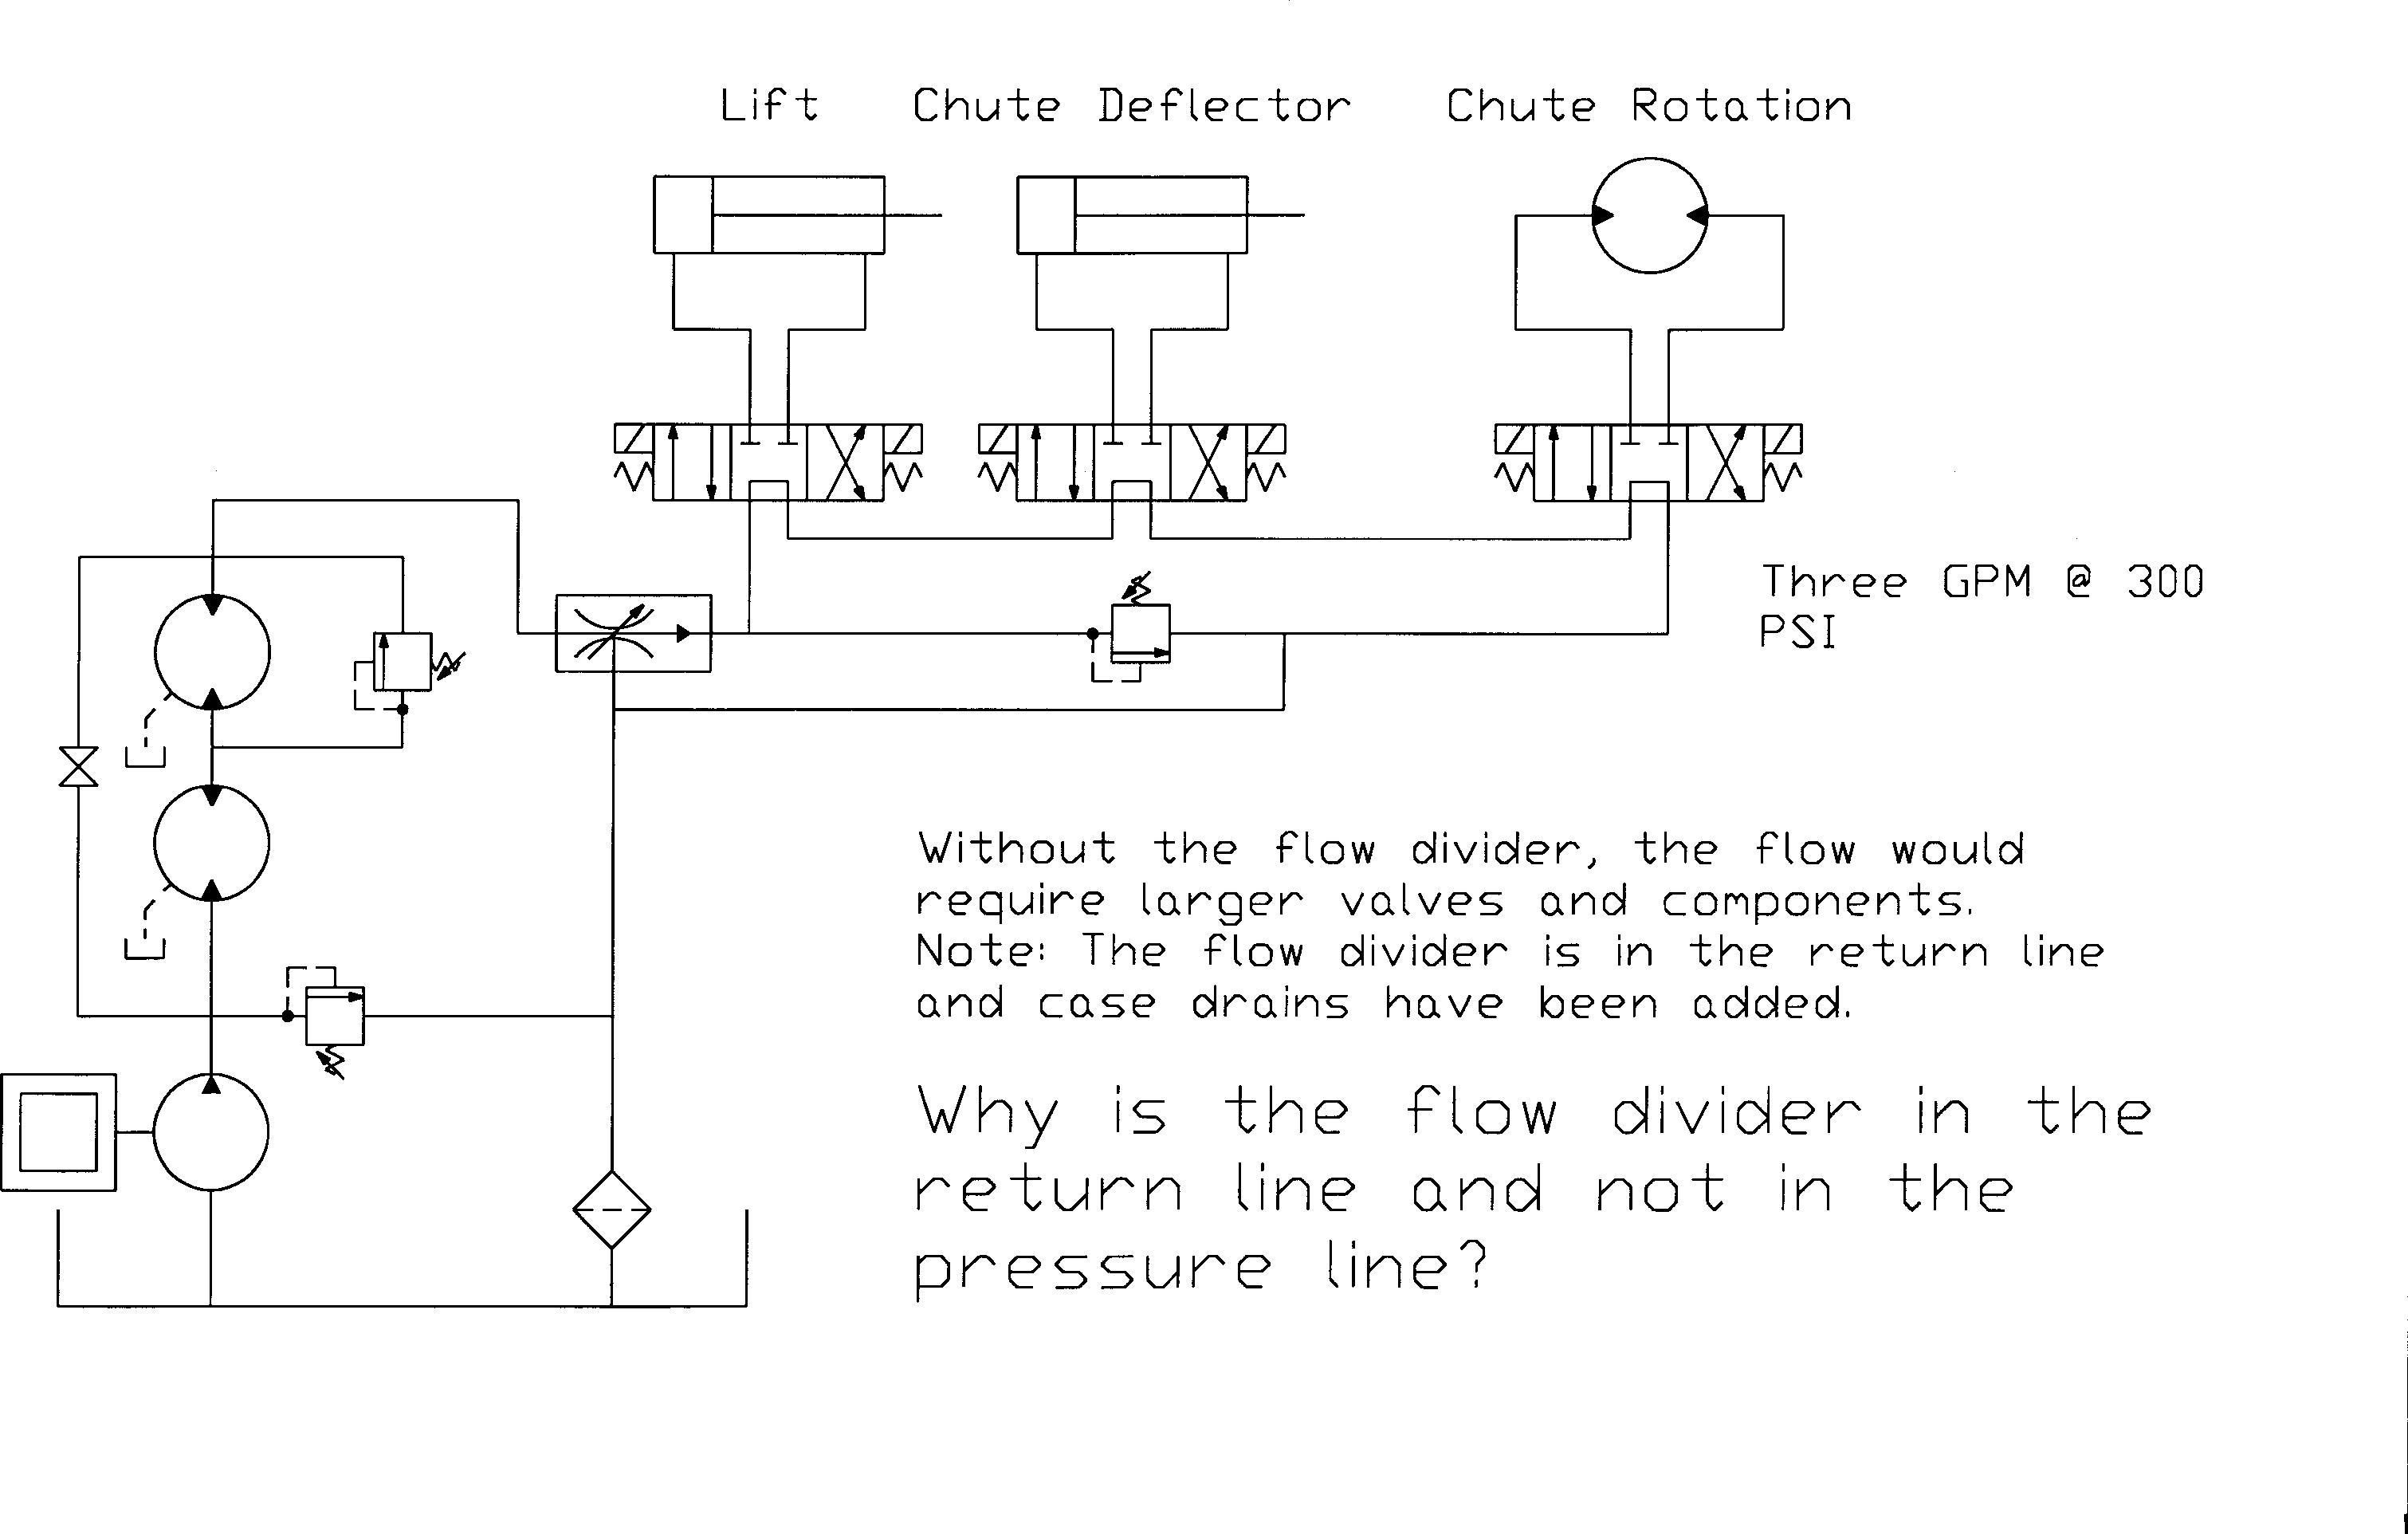 Lift Chute Deflector Chute Rotation
Three GPM @ 300
PSI
Without the flow divider, the flow would
require larger valves and components.
Note: The flow divider is in the return line
and case drains have been added.
Why is the flow divider in the
return line and not in the
pressure line?